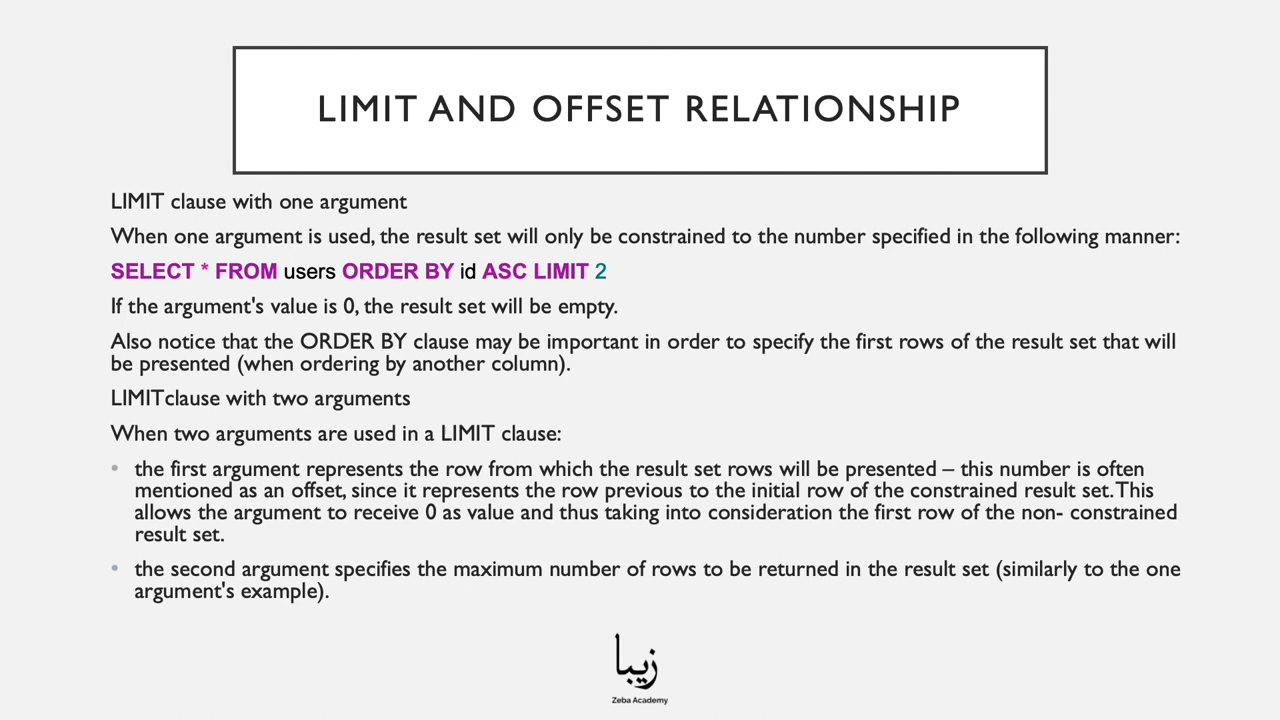 LIMIT AND OFFSET RELATIONSHIP
LIMIT clause with one argument
When one argument is used, the result set will only be constrained to the number specified in the following manner:
SELECT * FROM users ORDER BY id ASC LIMIT 2
If the argument's value is 0, the result set will be empty.
Also notice that the ORDER BY clause may be important in order to specify the first rows of the result set that will
be presented (when ordering by another column).
LIMITclause with two arguments
When two arguments are used in a LIMIT clause:
• the first argument represents the row from which the result set rows will be presented – this number is often
mentioned as an offset, since it represents the row previous to the initial row of the constrained result set.This
allows the argument to receive 0 as value and thus taking into consideration the first row of the non- constrained
result set.
• the second argument specifies the maximum number of rows to be returned in the result set (similarly to the one
argument's example).
زيبا
Zeba Academy